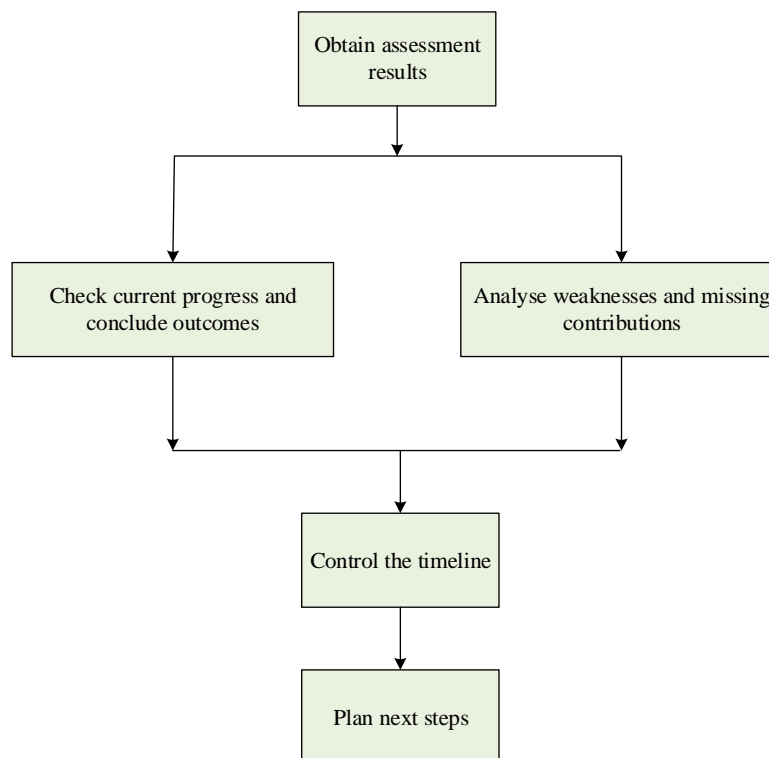 Obtain assessment
results
Check current progress and
conclude outcomes
Analyse weaknesses and missing
contributions
Control the timeline
Plan next steps